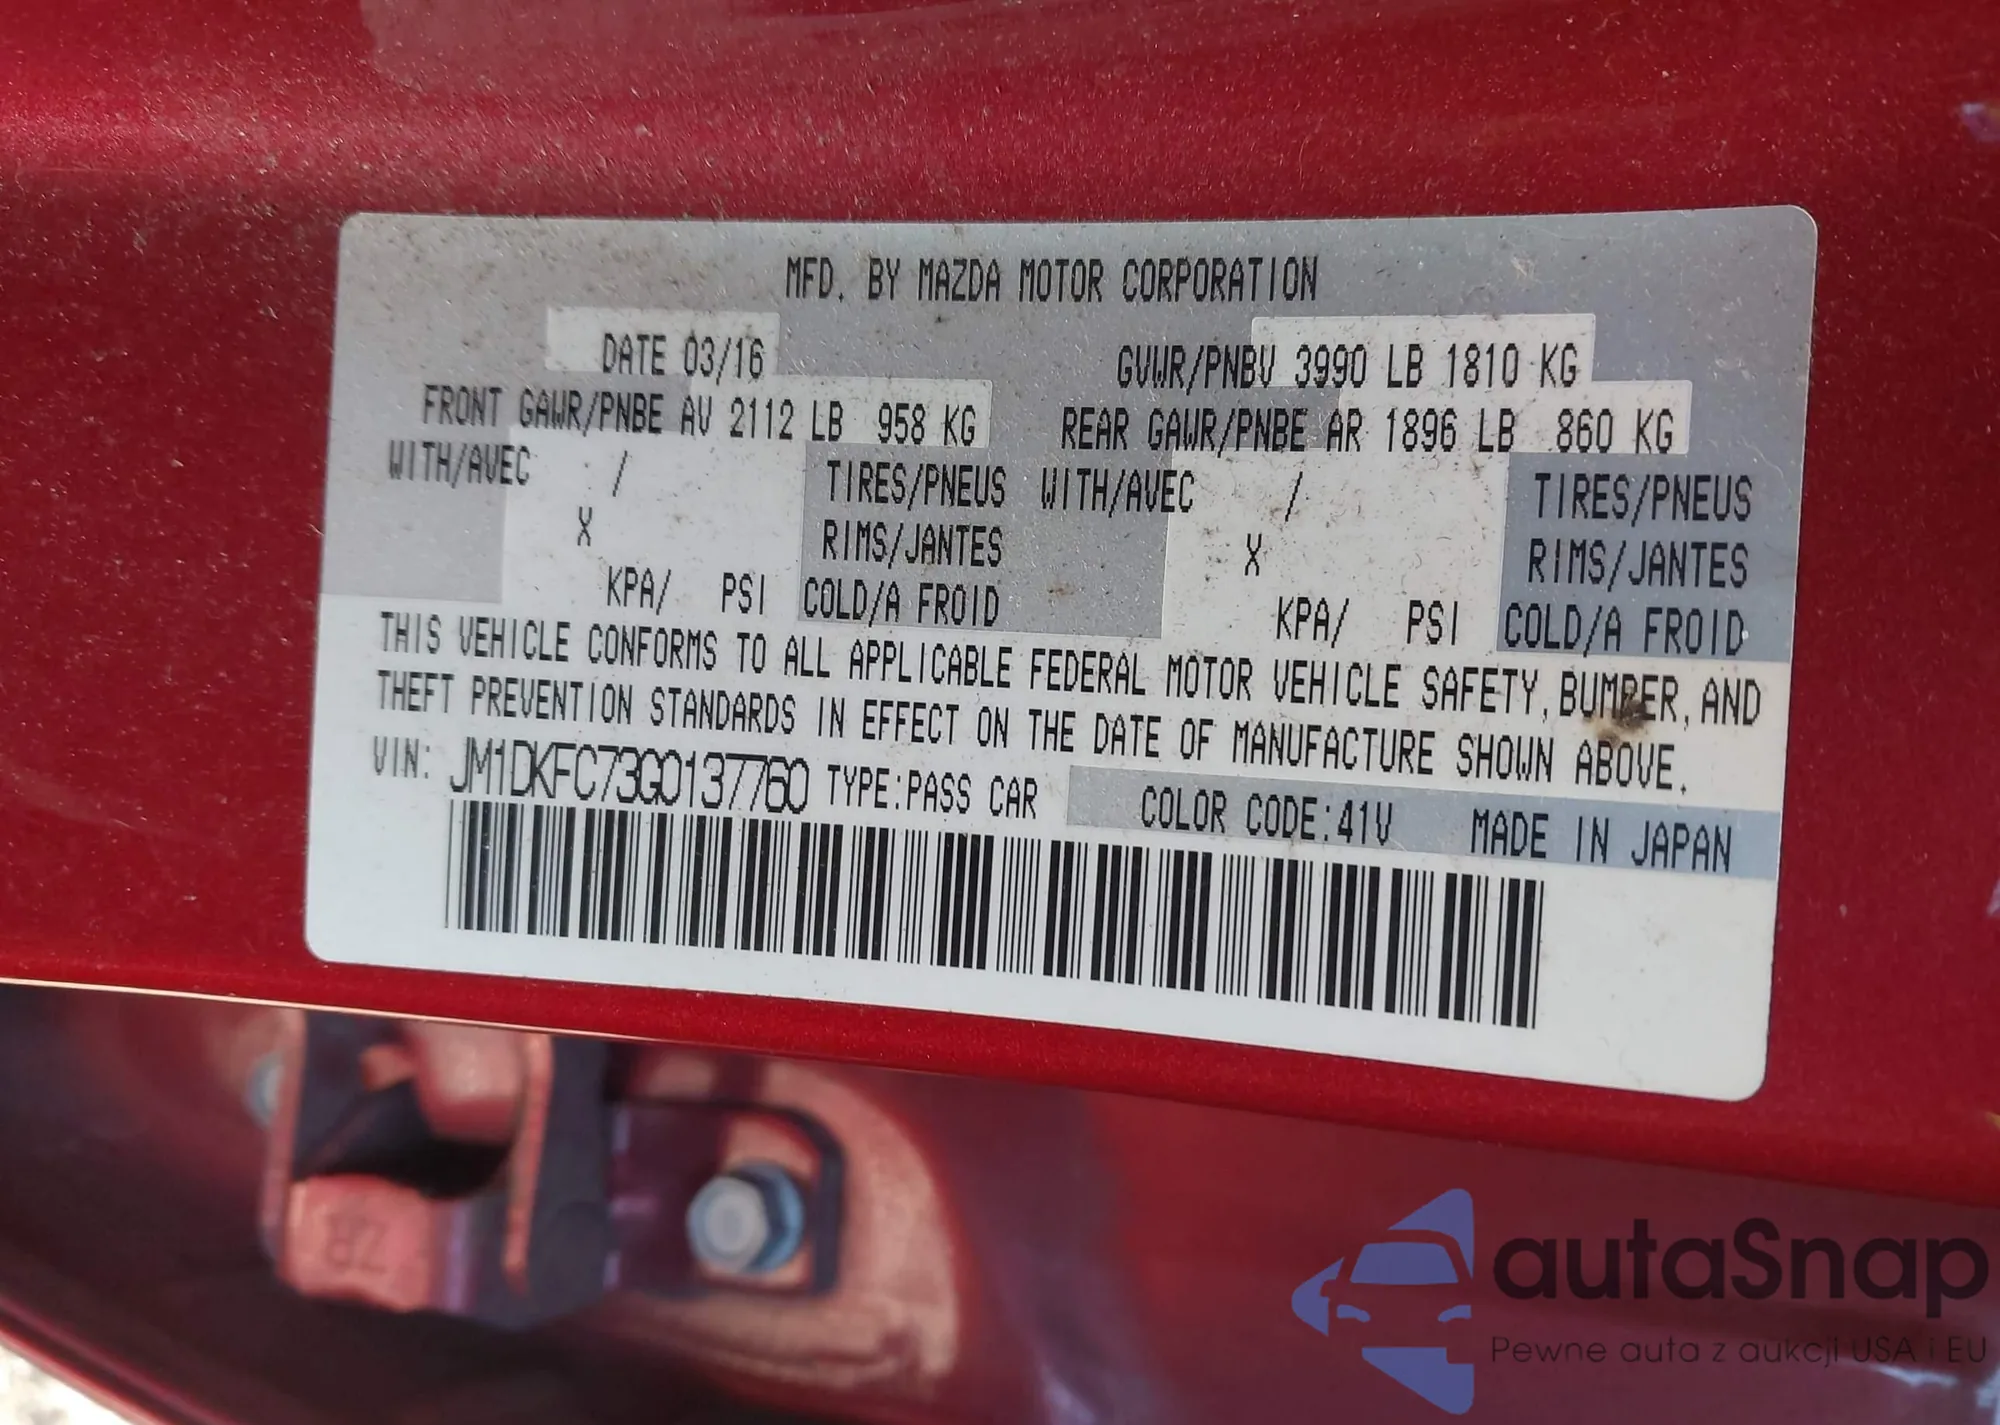 MFD. BY MAZDA MOTOR CORPORATION
DATE 03/16 GVWR/PNBV 3990 LB 1810 KG
FRONT GAWR/PNBE AV 2112 LB 958 KG REAR GAWR/PNBE AR 1896 LB 860 KG
WITH/AVEC / TIRES/PNEUS WITH/AVEC / TIRES/PNEUS
X RIMS/JANTES X RIMS/JANTES
KPA/ PSI COLD/A FROID KPA/ PSI COLD/A FROID
THIS VEHICLE CONFORMS TO ALL APPLICABLE FEDERAL MOTOR VEHICLE SAFETY, BUMPER, AND
THEFT PREVENTION STANDARDS IN EFFECT ON THE DATE OF MANUFACTURE SHOWN ABOVE.
VIN: JM1DKFC73G0137760 TYPE:PASS CAR COLOR CODE:41V MADE IN JAPAN
autaSnap
Pewne auta z aukcji USA i EU